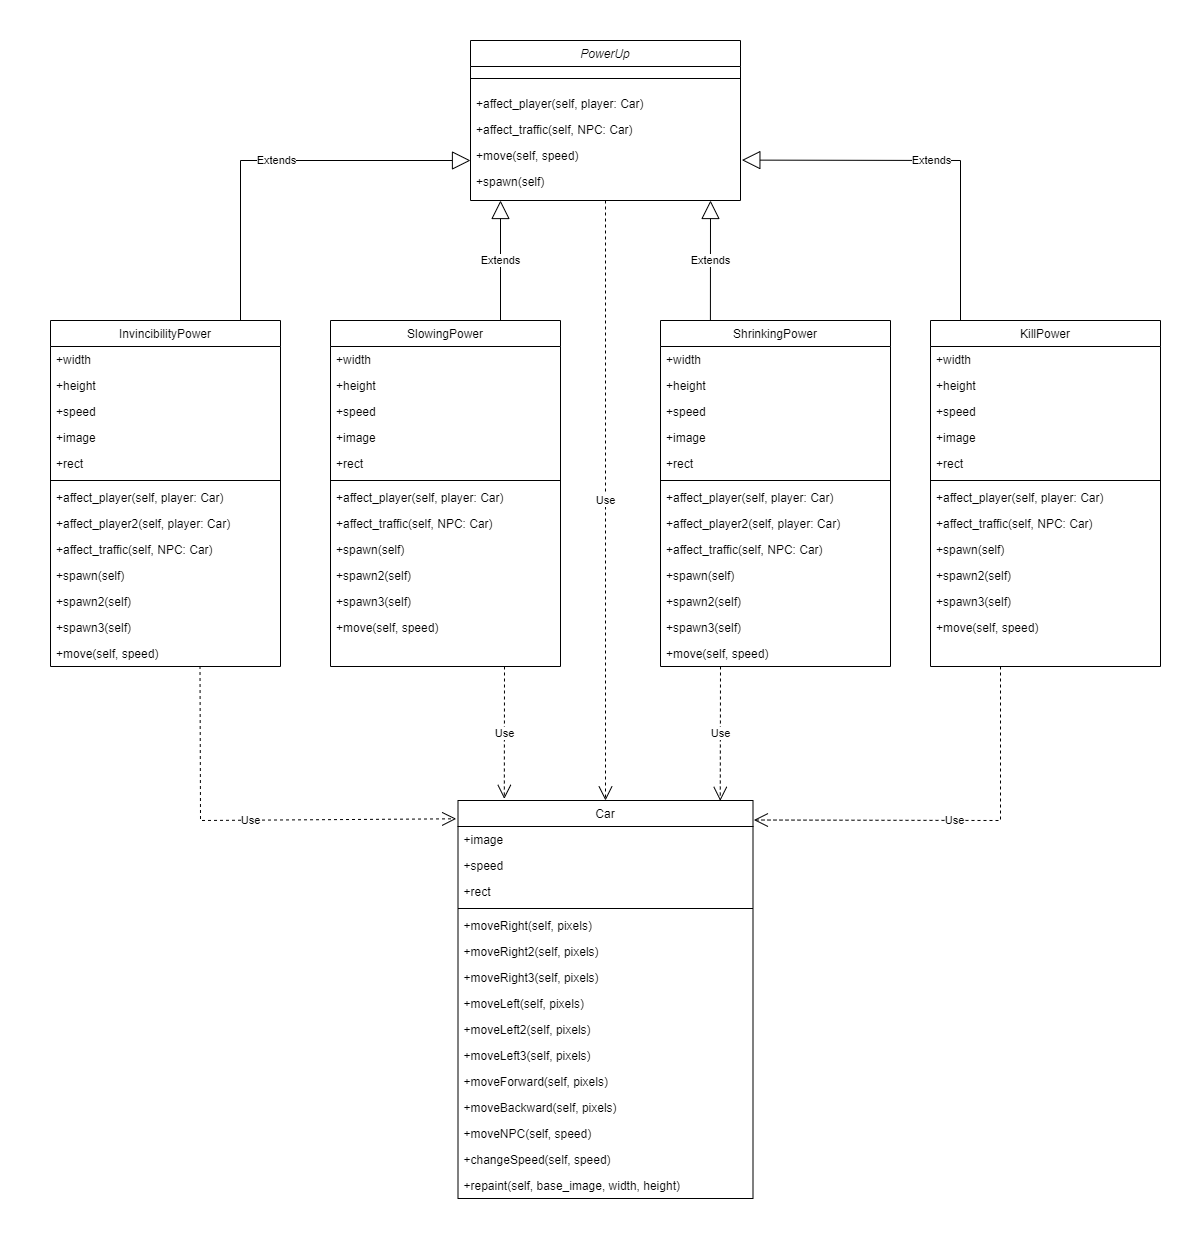 PowerUp
+affect_player(self, player: Car)
+affect_traffic(self, NPC: Car)
+move(self, speed)
+spawn(self)
Extends
Extends
Extends
Extends
InvincibilityPower
+width
+height
+speed
+image
+rect
+affect_player(self, player: Car)
+affect_player2(self, player: Car)
+affect_traffic(self, NPC: Car)
+spawn(self)
+spawn2(self)
+spawn3(self)
+move(self, speed)
SlowingPower
+width
+height
+speed
+image
+rect
+affect_player(self, player: Car)
+affect_traffic(self, NPC: Car)
+spawn(self)
+spawn2(self)
+spawn3(self)
+move(self, speed)
Use
ShrinkingPower
+width
+height
+speed
+image
+rect
+affect_player(self, player: Car)
+affect_player2(self, player: Car)
+affect_traffic(self, NPC: Car)
+spawn(self)
+spawn2(self)
+spawn3(self)
+move(self, speed)
KillPower
+width
+height
+speed
+image
+rect
+affect_player(self, player: Car)
+affect_traffic(self, NPC: Car)
+spawn(self)
+spawn2(self)
+spawn3(self)
+move(self, speed)
Use
Use
Use
Use
Car
+image
+speed
+rect
+moveRight(self, pixels)
+moveRight2(self, pixels)
+moveRight3(self, pixels)
+moveLeft(self, pixels)
+moveLeft2(self, pixels)
+moveLeft3(self, pixels)
+moveForward(self, pixels)
+moveBackward(self, pixels)
+moveNPC(self, speed)
+changeSpeed(self, speed)
+repaint(self, base_image, width, height)